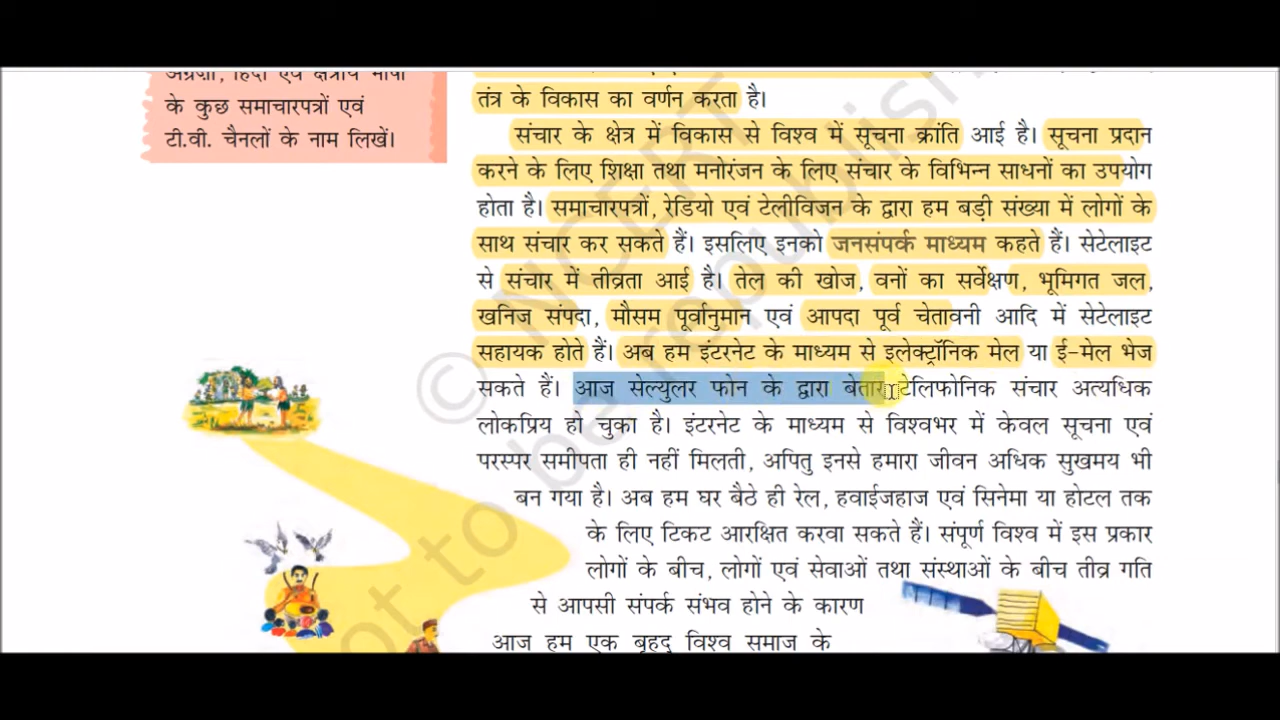 के कुछ समाचारपत्रों एवं
टी.वी. चैनलों के नाम लिखें।
तंत्र के विकास का वर्णन करता है।
संचार के क्षेत्र में विकास से विश्व में सूचना क्रांति आई है। सूचना प्रदान
करने के लिए शिक्षा तथा मनोरंजन के लिए संचार के विभिन्न साधनों का उपयोग
होता है। समाचारपत्रों, रेडियो एवं टेलीविजन के द्वारा हम बड़ी संख्या में लोगों के
साथ संचार कर सकते हैं। इसलिए इनको जनसंपर्क माध्यम कहते हैं। सेटेलाइट
से संचार में तीव्रता आई है। तेल की खोज, वनों का सर्वेक्षण, भूमिगत जल,
खनिज संपदा, मौसम पूर्वानुमान एवं आपदा पूर्व चेतावनी आदि में सेटेलाइट
सहायक होते हैं। अब हम इंटरनेट के माध्यम से इलेक्ट्रॉनिक मेल या ई-मेल भेज
सकते हैं। आज सेल्युलर फोन के द्वारा बेतार टेलिफोनिक संचार अत्यधिक
लोकप्रिय हो चुका है। इंटरनेट के माध्यम से विश्वभर में केवल सूचना एवं
परस्पर समीपता ही नहीं मिलती, अपितु इनसे हमारा जीवन अधिक सुखमय भी
बन गया है। अब हम घर बैठे ही रेल, हवाईजहाज एवं सिनेमा या होटल तक
के लिए टिकट आरक्षित करवा सकते हैं। संपूर्ण विश्व में इस प्रकार
लोगों के बीच, लोगों एवं सेवाओं तथा संस्थाओं के बीच तीव्र गति
से आपसी संपर्क संभव होने के कारण
आज हम एक बृहद् विश्व समाज के
© NCERT
not to be republished